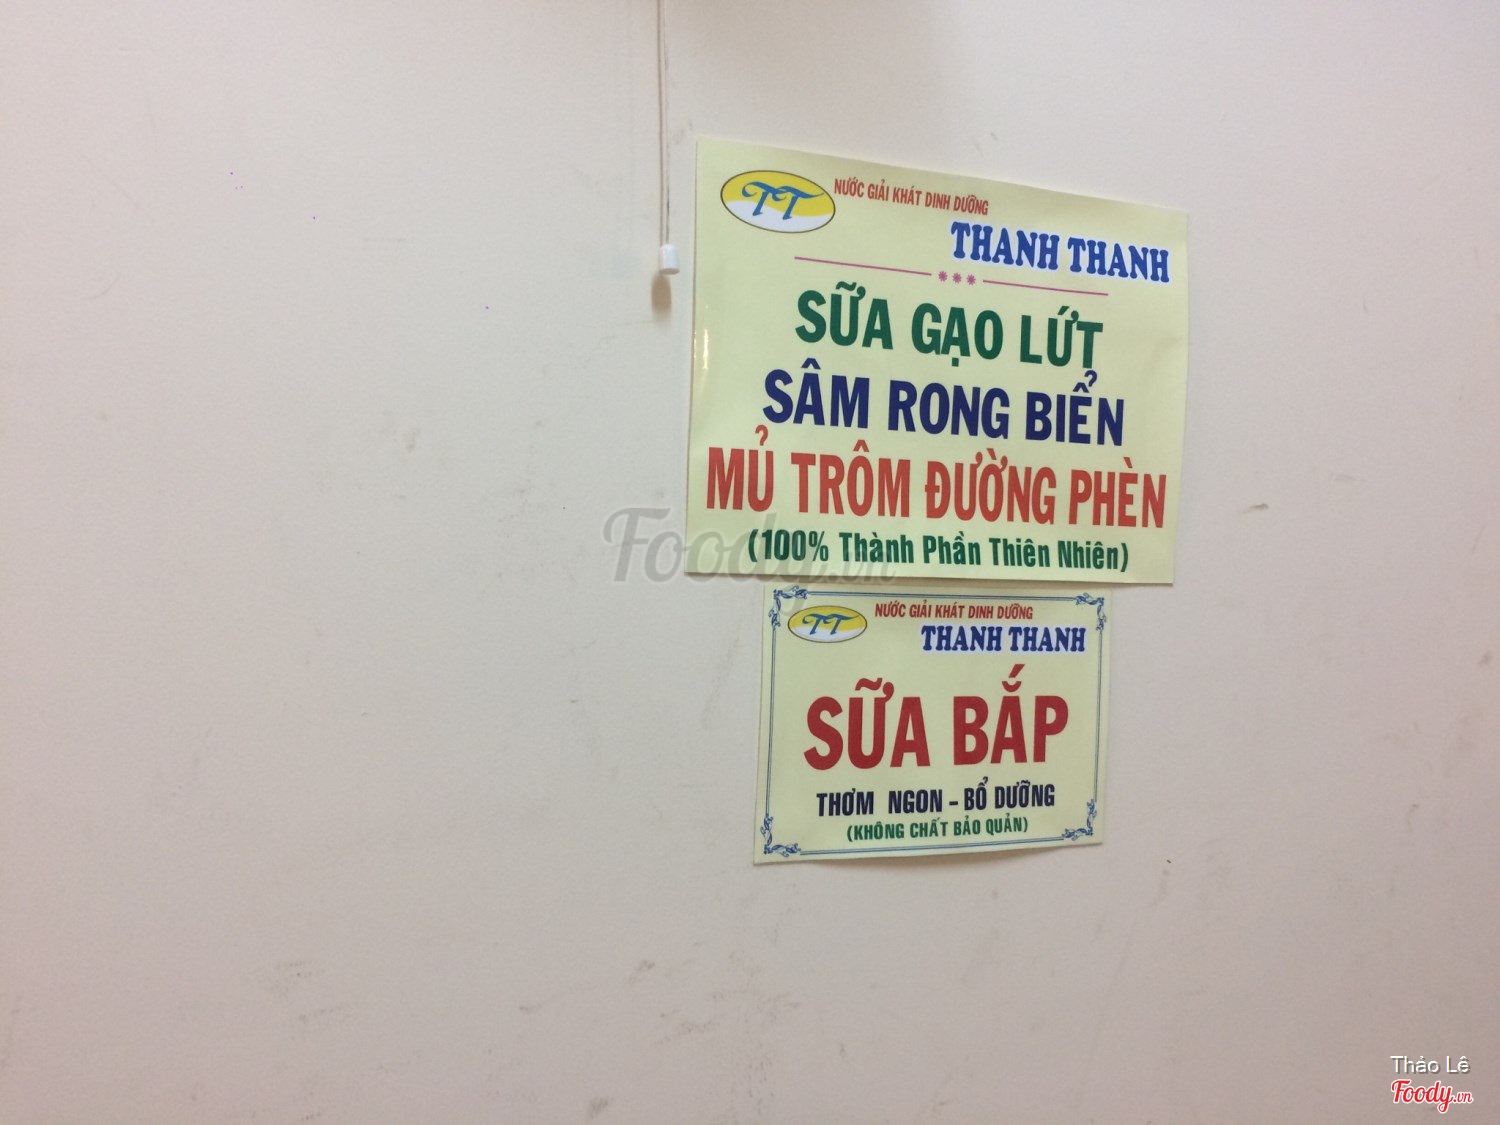 TT
NƯỚC GIẢI KHÁT DINH DƯỠNG
THANH THANH
SỮA GẠO LỨT
SÂM RONG BIỂN
MỦ TRÔM ĐƯỜNG PHÈN
(100% Thành Phần Thiên Nhiên)
Foody.vn
TT
NƯỚC GIẢI KHÁT DINH DƯỠNG
THANH THANH
SỮA BẮP
THƠM NGON - BỔ DƯỠNG
(KHÔNG CHẤT BẢO QUẢN)
Thảo Lê
Foody.vn